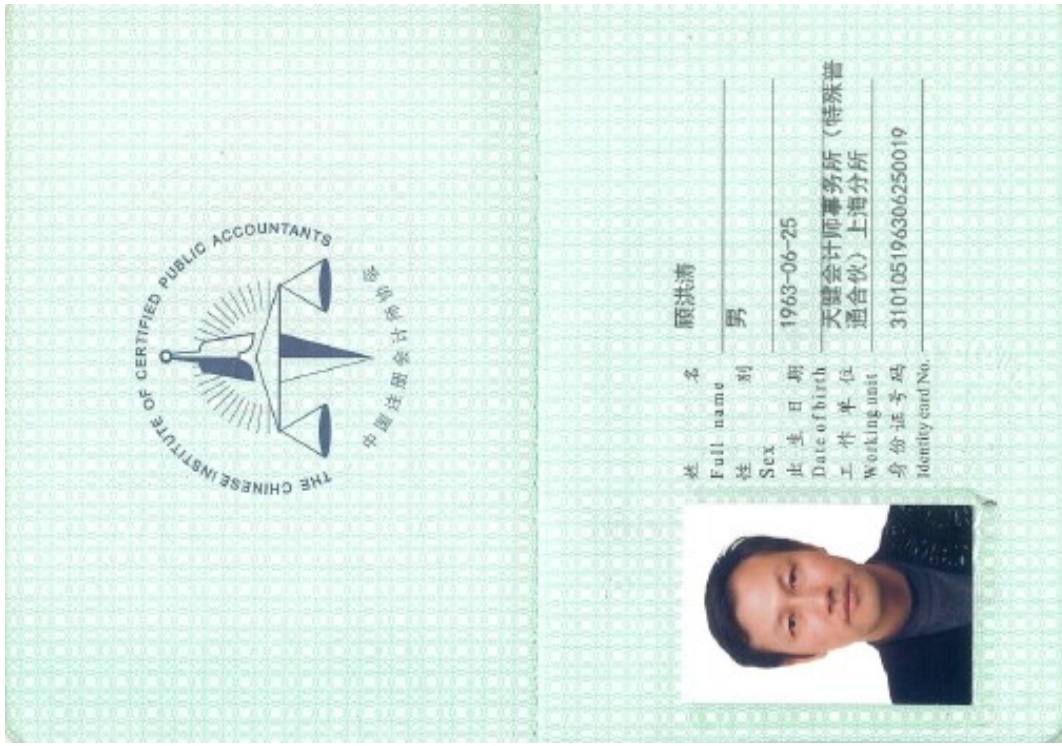 THE CHINESE INSTITUTE OF CERTIFIED PUBLIC ACCOUNTANTS
中国注册会计师协会
姓 名 顾洪涛
Full name
性 别 男
Sex
出 生 日 期 1963-06-25
Date of birth
工 作 单 位 天健会计师事务所（特殊普
通合伙）上海分所
Working unit
身 份 证 号 码 310105196306250019
Identity card No.